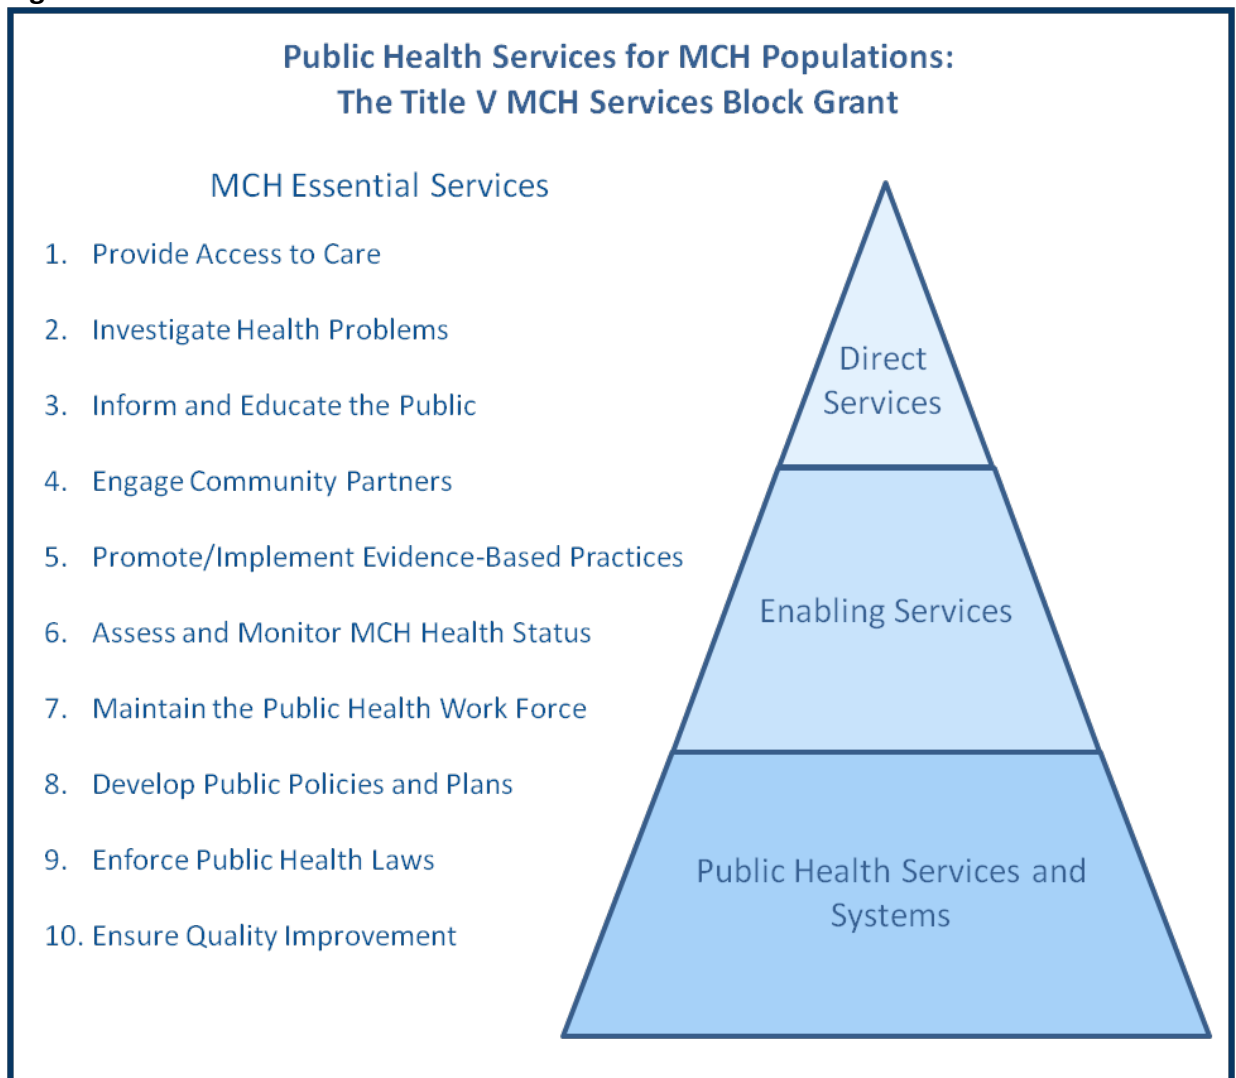 Public Health Services for MCH Populations:
The Title V MCH Services Block Grant
MCH Essential Services
1. Provide Access to Care
2. Investigate Health Problems
3. Inform and Educate the Public
4. Engage Community Partners
5. Promote/Implement Evidence-Based Practices
6. Assess and Monitor MCH Health Status
7. Maintain the Public Health Work Force
8. Develop Public Policies and Plans
9. Enforce Public Health Laws
10. Ensure Quality Improvement
Direct
Services
Enabling Services
Public Health Services and
Systems